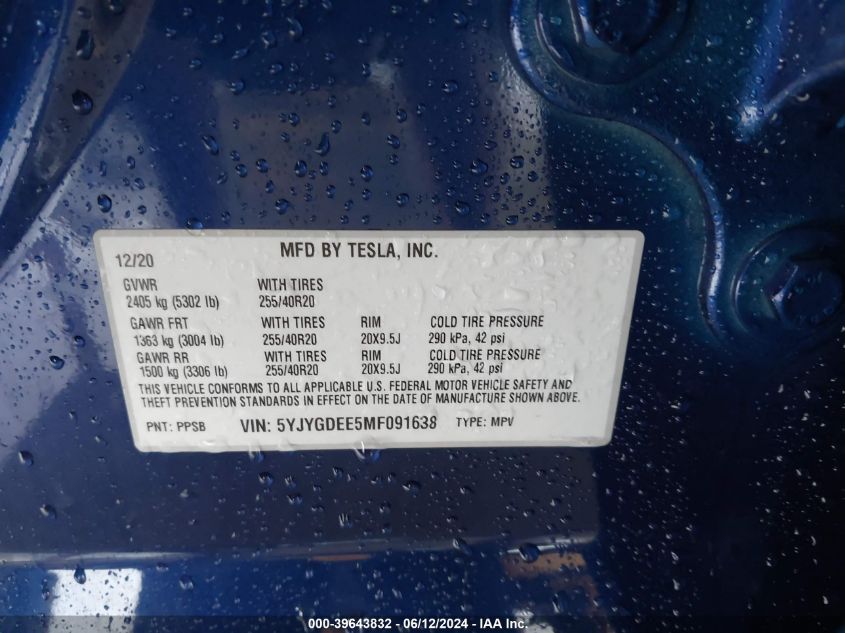 12/20 MFD BY TESLA, INC.
GVWR WITH TIRES
2405 kg (5302 lb) 255/40R20
GAWR FRT WITH TIRES RIM COLD TIRE PRESSURE
1363 kg (3004 lb) 255/40R20 20X9.5J 290 kPa, 42 psi
GAWR RR WITH TIRES RIM COLD TIRE PRESSURE
1500 kg (3306 lb) 255/40R20 20X9.5J 290 kPa, 42 psi
THIS VEHICLE CONFORMS TO ALL APPLICABLE U.S. FEDERAL MOTOR VEHICLE SAFETY AND
THEFT PREVENTION STANDARDS IN EFFECT ON THE DATE OF MANUFACTURE SHOWN ABOVE.
PNT: PPSB VIN: 5YJYGDEE5MF091638 TYPE: MPV
000-39643832 - 06/12/2024 - IAA Inc.